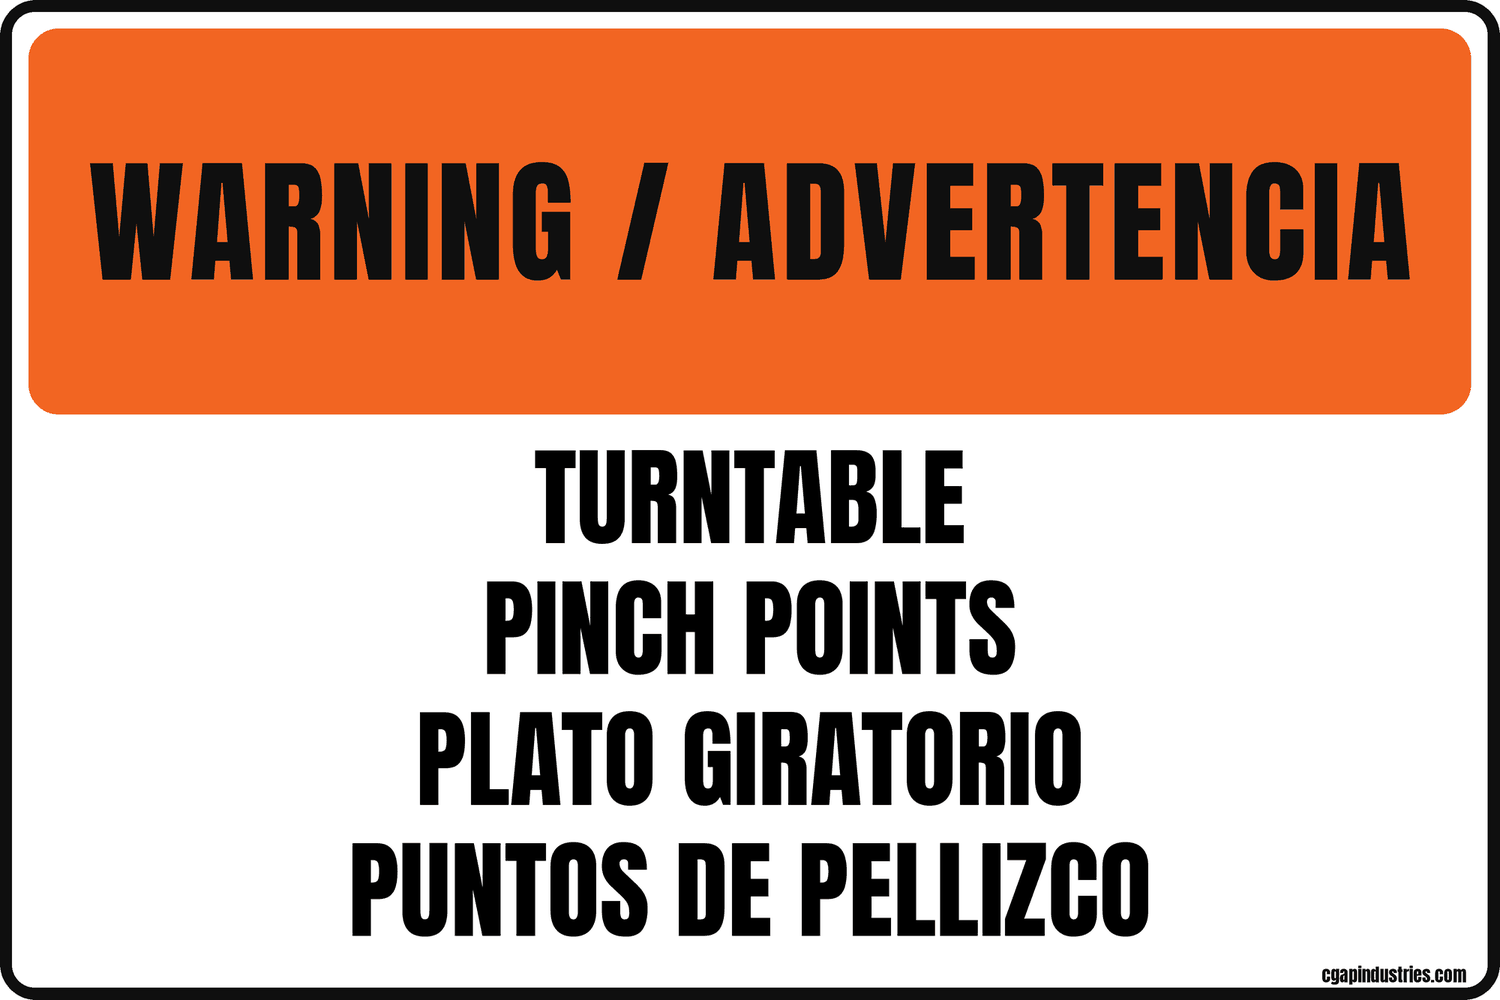 WARNING / ADVERTENCIA
TURNTABLE
PINCH POINTS
PLATO GIRATORIO
PUNTOS DE PELLIZCO
cgapindustries.com